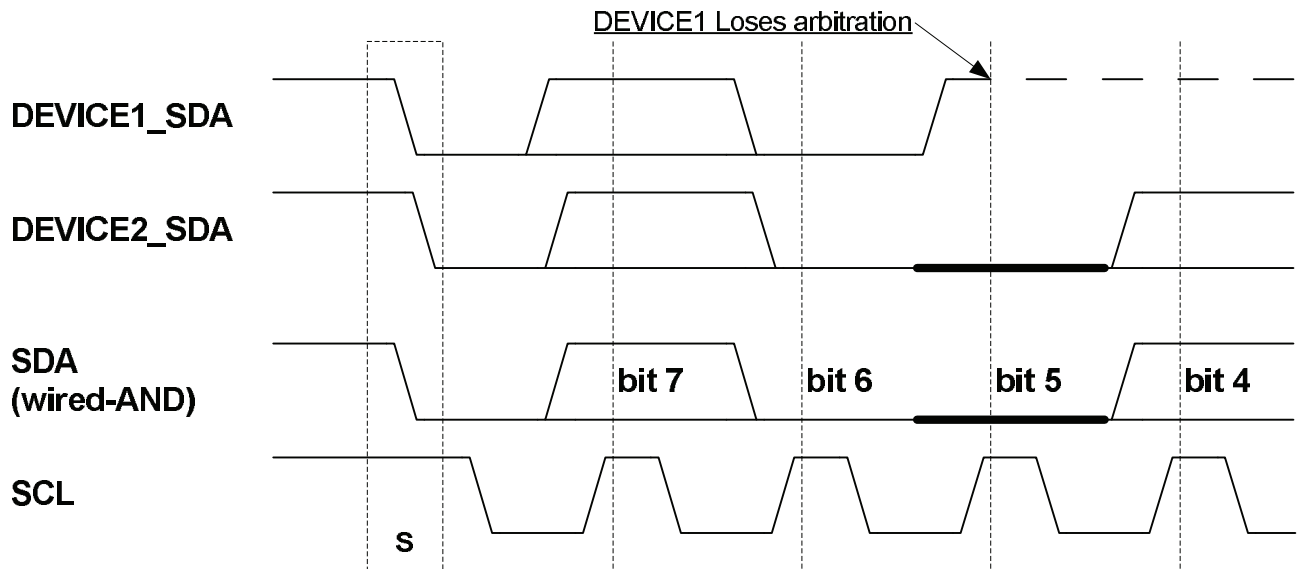 DEVICE1 Loses arbitration
DEVICE1_SDA
DEVICE2_SDA
SDA
(wired-AND)
bit 7 bit 6 bit 5 bit 4
SCL
S